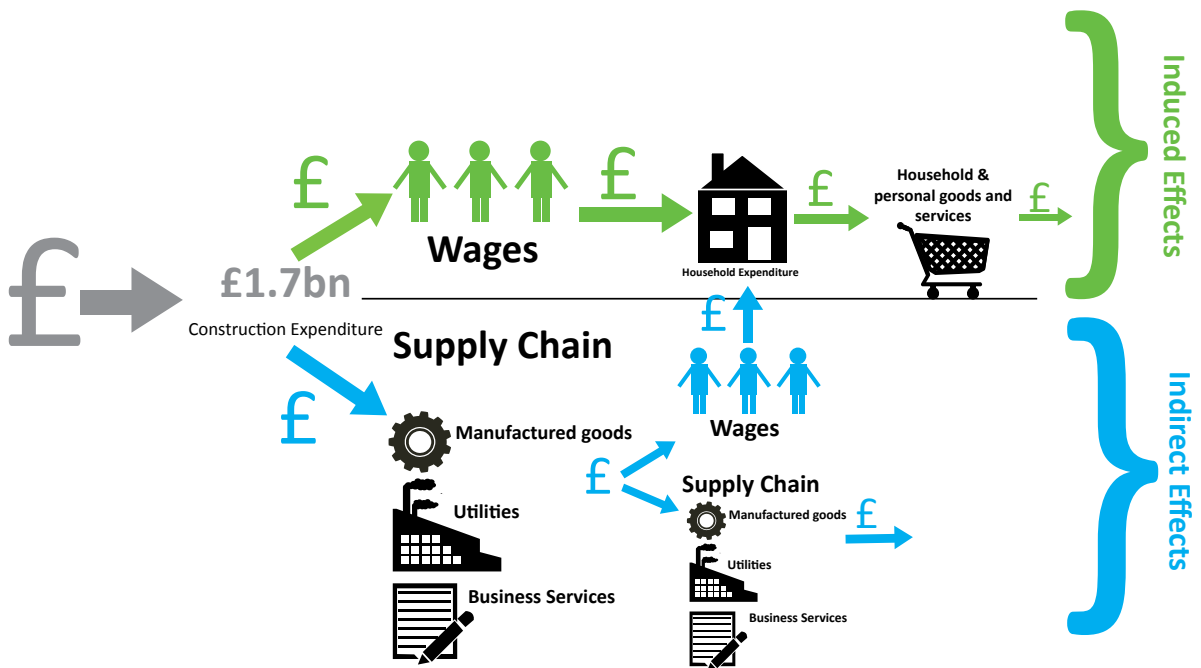 £
£1.7bn
Construction Expenditure
£
Wages
£
Household Expenditure
£
Household &
personal goods and
services
£
Induced Effects
£
Supply Chain
Manufactured goods
Utilities
Business Services
£
Wages
£
Supply Chain
Manufactured goods
Utilities
Business Services
£
Indirect Effects